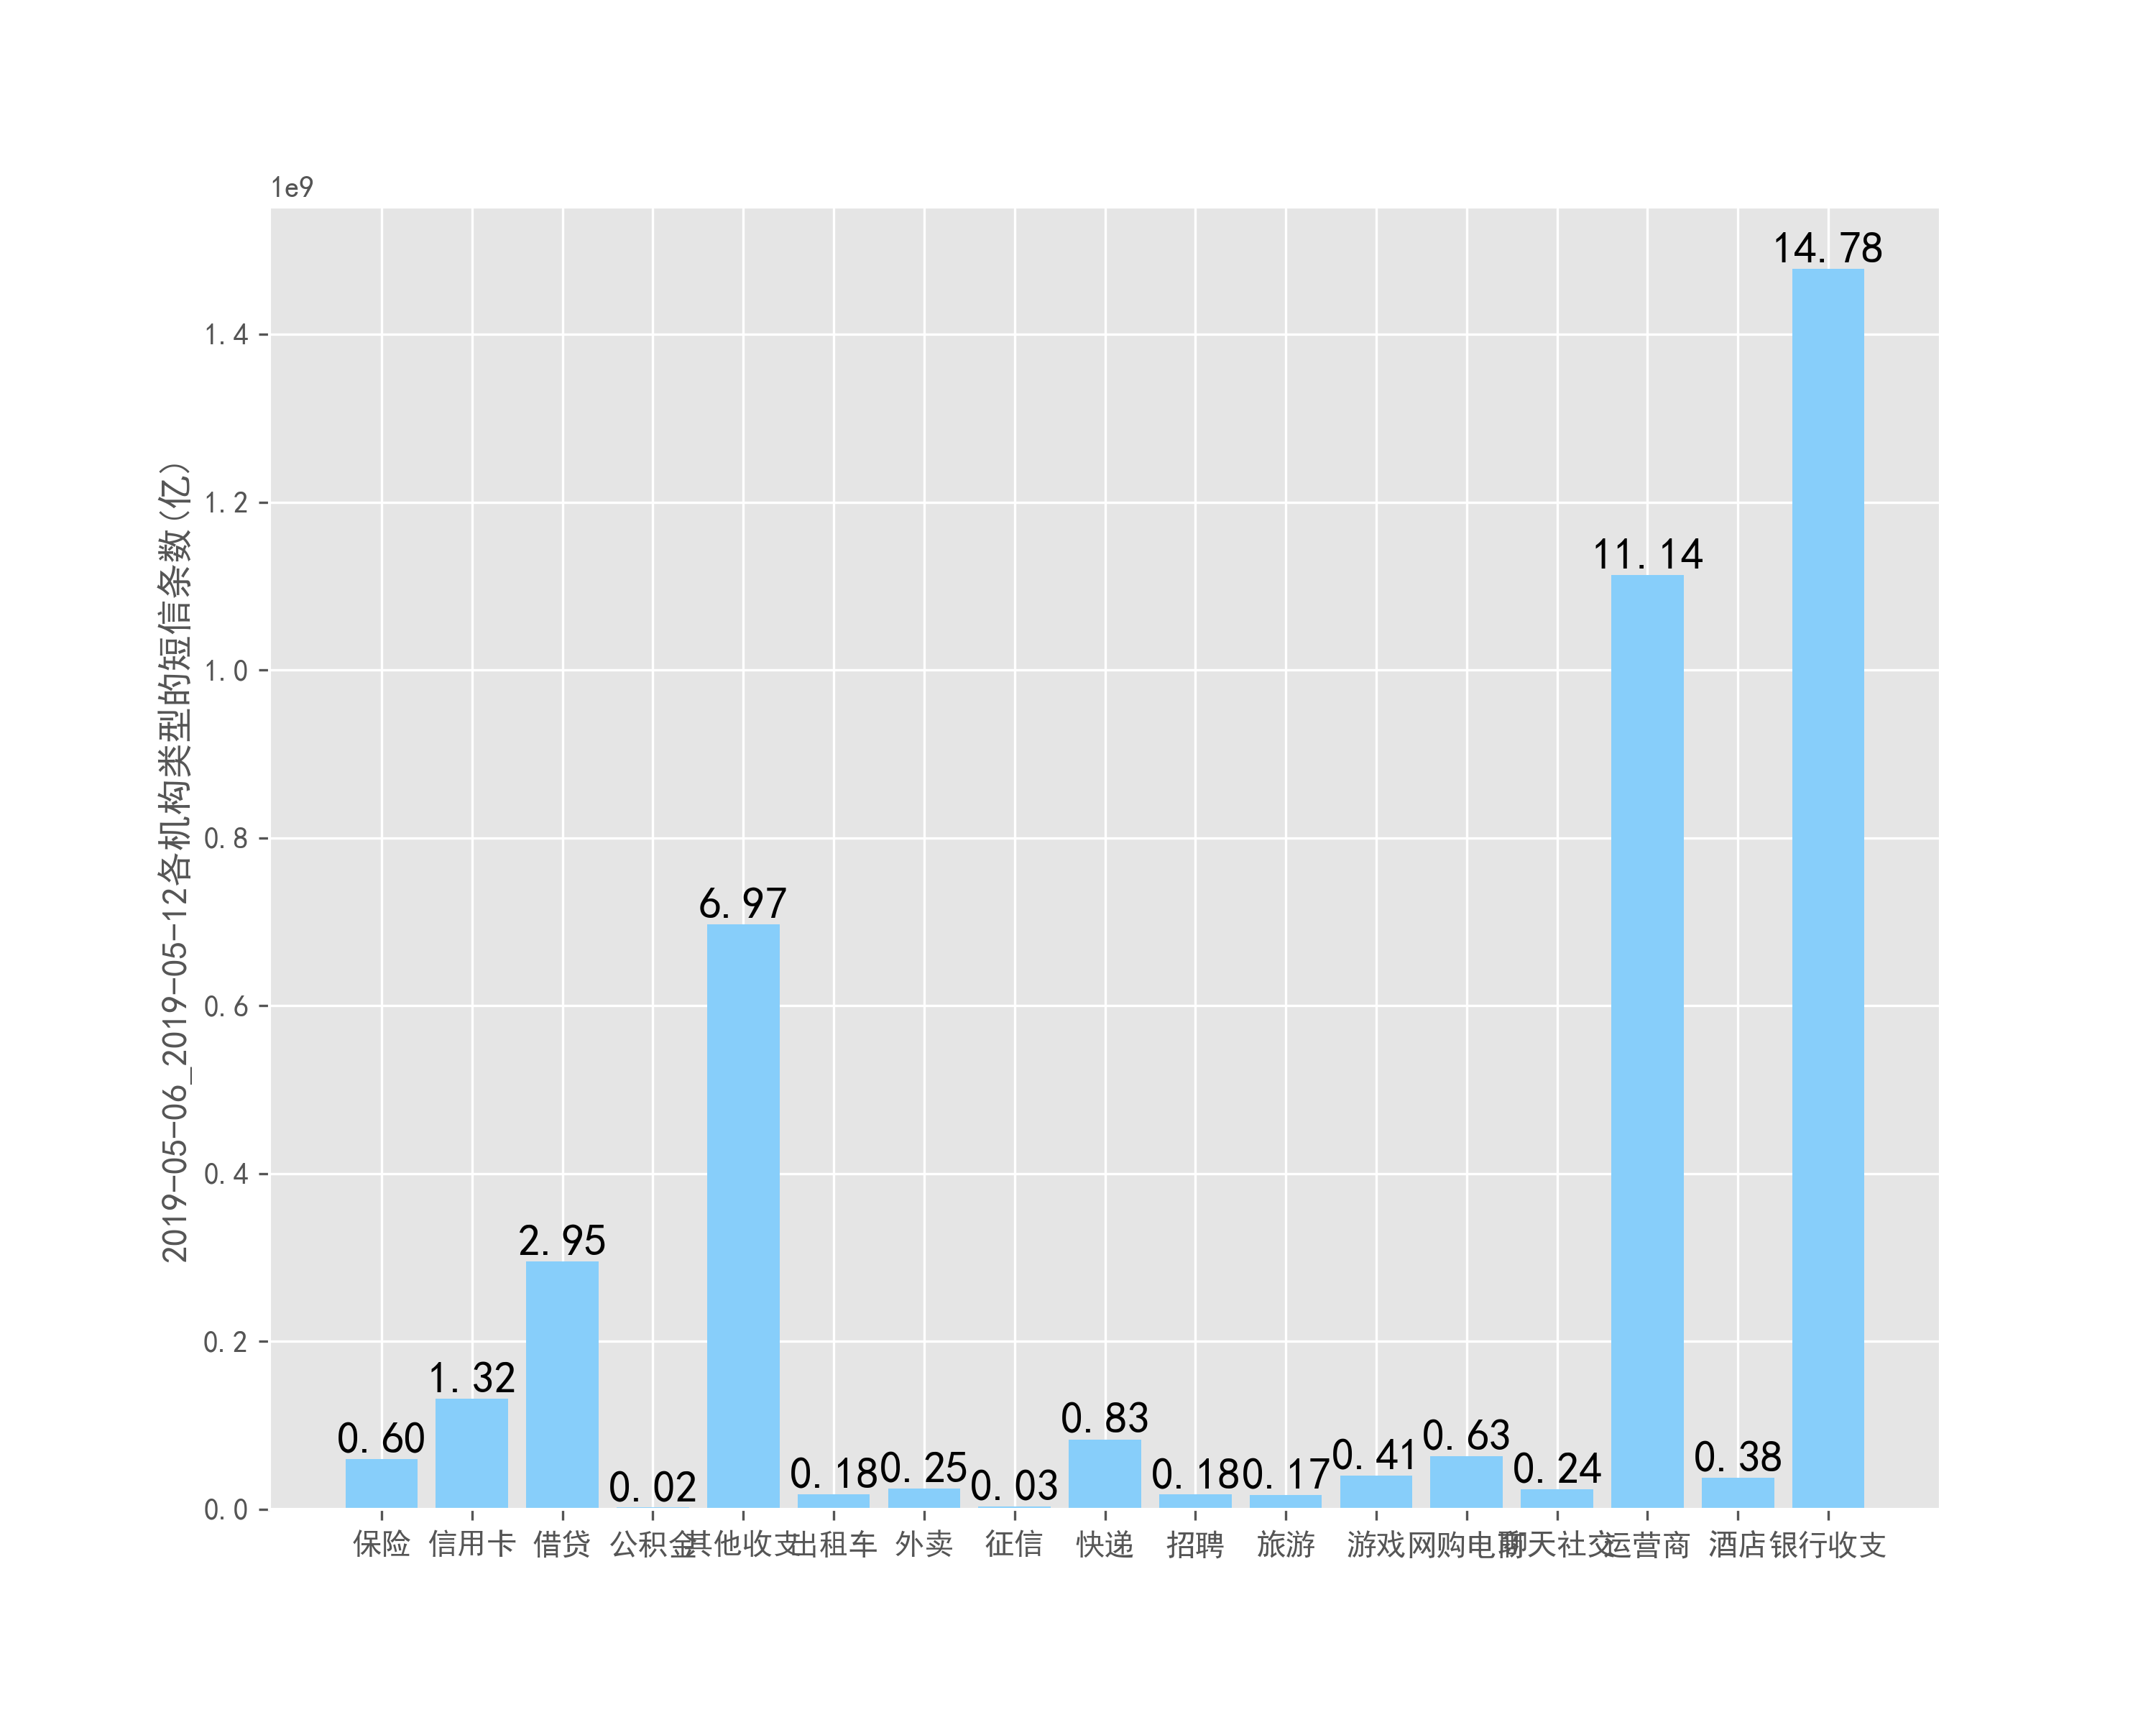 1e9
2019-05-06_2019-05-12各机构类型的短信条数(亿)
1.4
1.2
1.0
0.8
0.6
0.4
0.2
0.0
0.60
1.32
2.95
0.02
6.97
0.18
0.25
0.03
0.83
0.18
0.17
0.41
0.63
0.24
11.14
0.38
14.78
保险
信用卡
借贷
公积金
其他收支
出租车
外卖
征信
快递
招聘
旅游
游戏
网购电商
聊天社交
运营商
酒店
银行收支